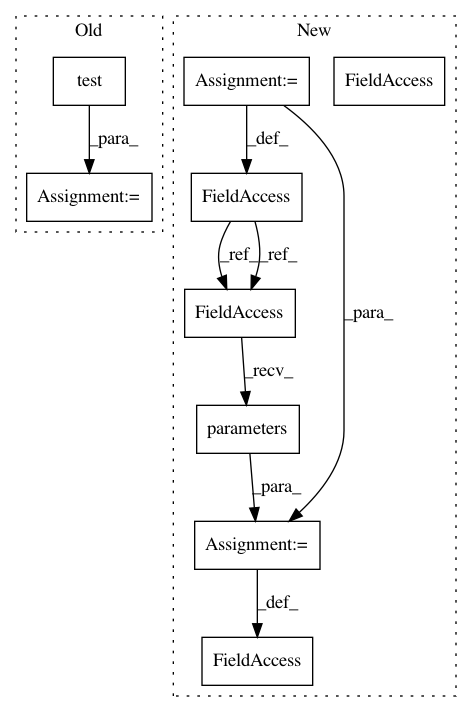 Old
New
test
Assignment:=
FieldAccess
_para_
_def_
Assignment:=
FieldAccess
_ref_
_ref_
FieldAccess
_para_
_recv_
parameters
_para_
Assignment:=
_def_
FieldAccess